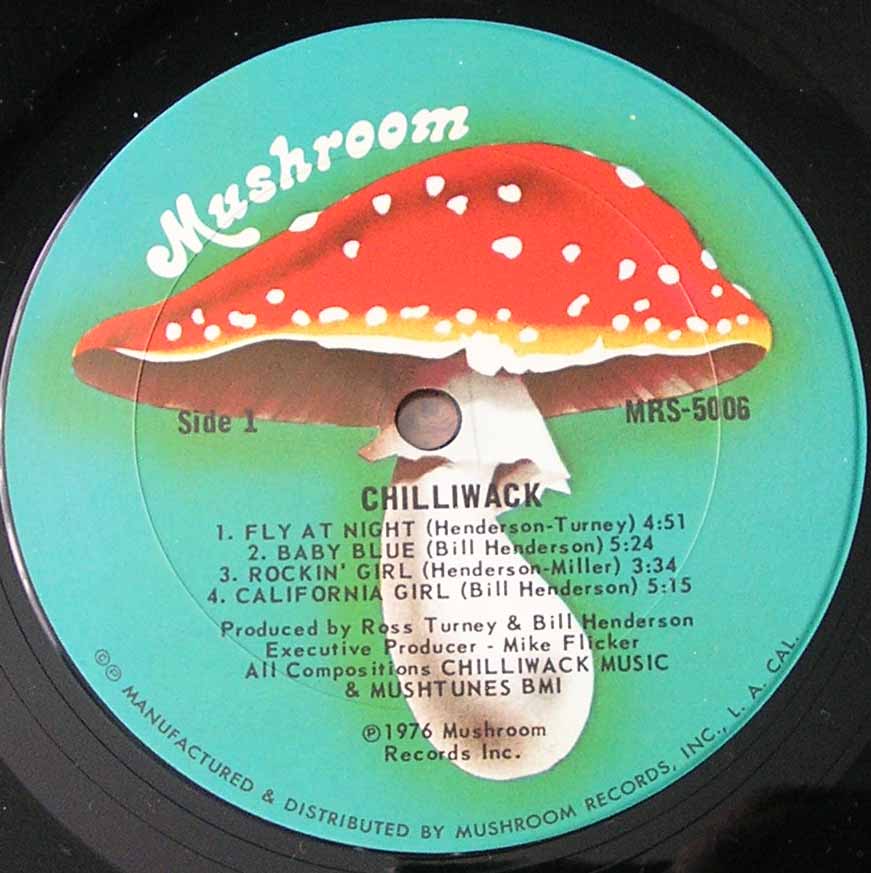 Mushroom
Side 1
MRS-5006
CHILLIWACK
1. FLY AT NIGHT (Henderson-Turney) 4:51
2. BABY BLUE (Bill Henderson) 5:24
3. ROCKIN' GIRL (Henderson-Miller) 3:34
4. CALIFORNIA GIRL (Bill Henderson) 5:15
Produced by Ross Turney & Bill Henderson
Executive Producer - Mike Flicker
All Compositions CHILLIWACK MUSIC
& MUSHTUNES BMI
℗1976 Mushroom
Records Inc.
©℗ MANUFACTURED & DISTRIBUTED BY MUSHROOM RECORDS, INC., L. A. CAL.